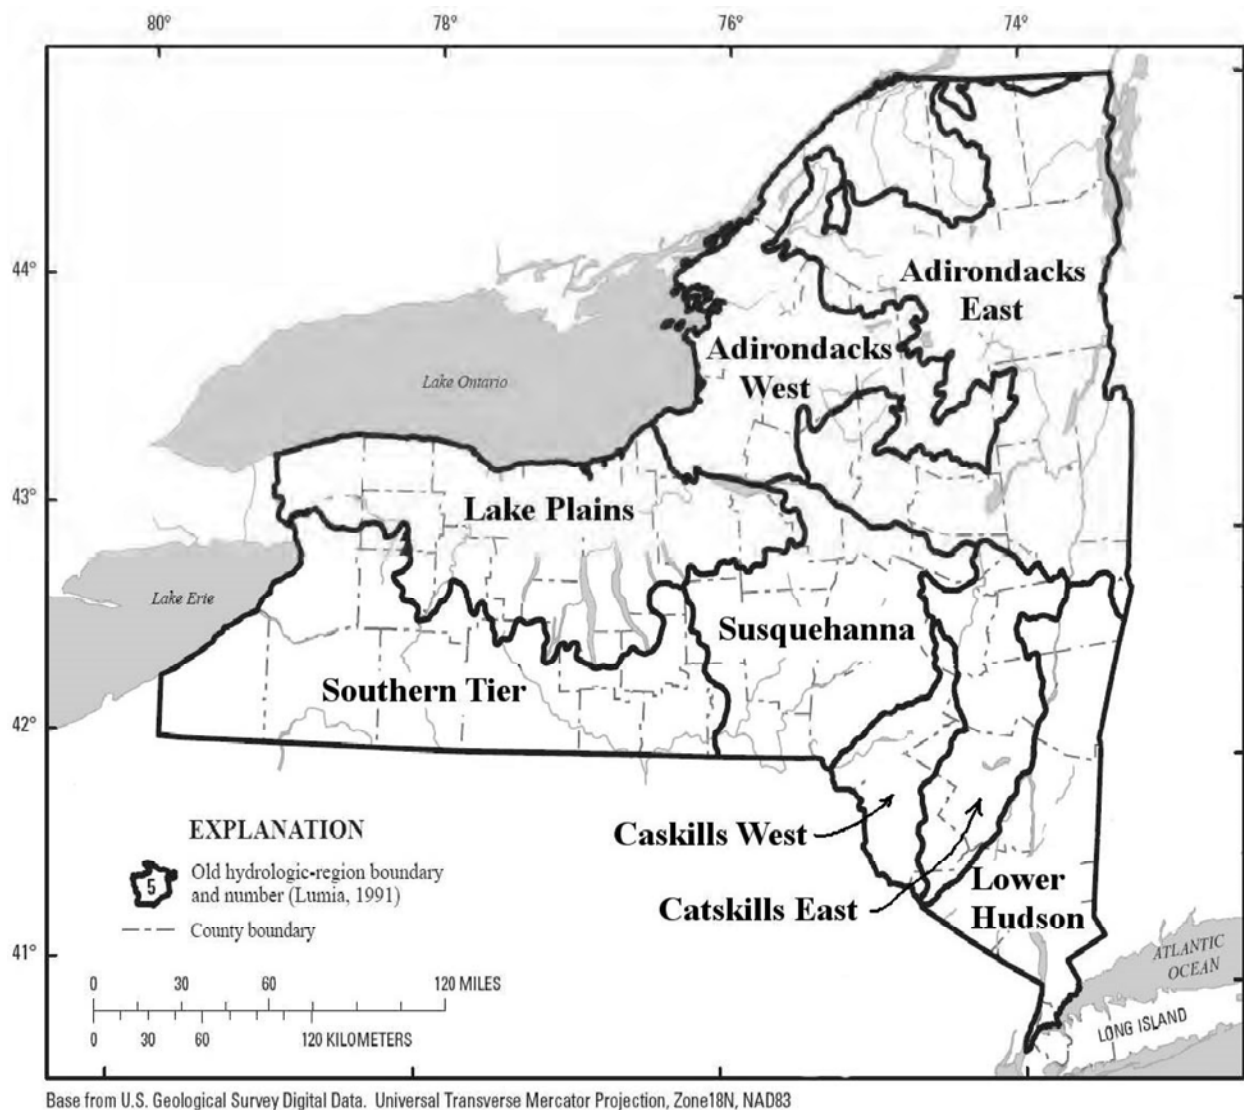 80° 78° 76° 74°
44°
Adirondacks
East
Adirondacks
West
Lake Ontario
43°
Lake Plains
Lake Erie
Susquehanna
Southern Tier
42°
EXPLANATION
Caskills West
5
Old hydrologic-region boundary
and number (Lumia, 1991)
Catskills East
Lower
Hudson
County boundary
41°
ATLANTIC
OCEAN
0 30 60 120 MILES
0 30 60 120 KILOMETERS
LONG ISLAND
Base from U.S. Geological Survey Digital Data. Universal Transverse Mercator Projection, Zone18N, NAD83